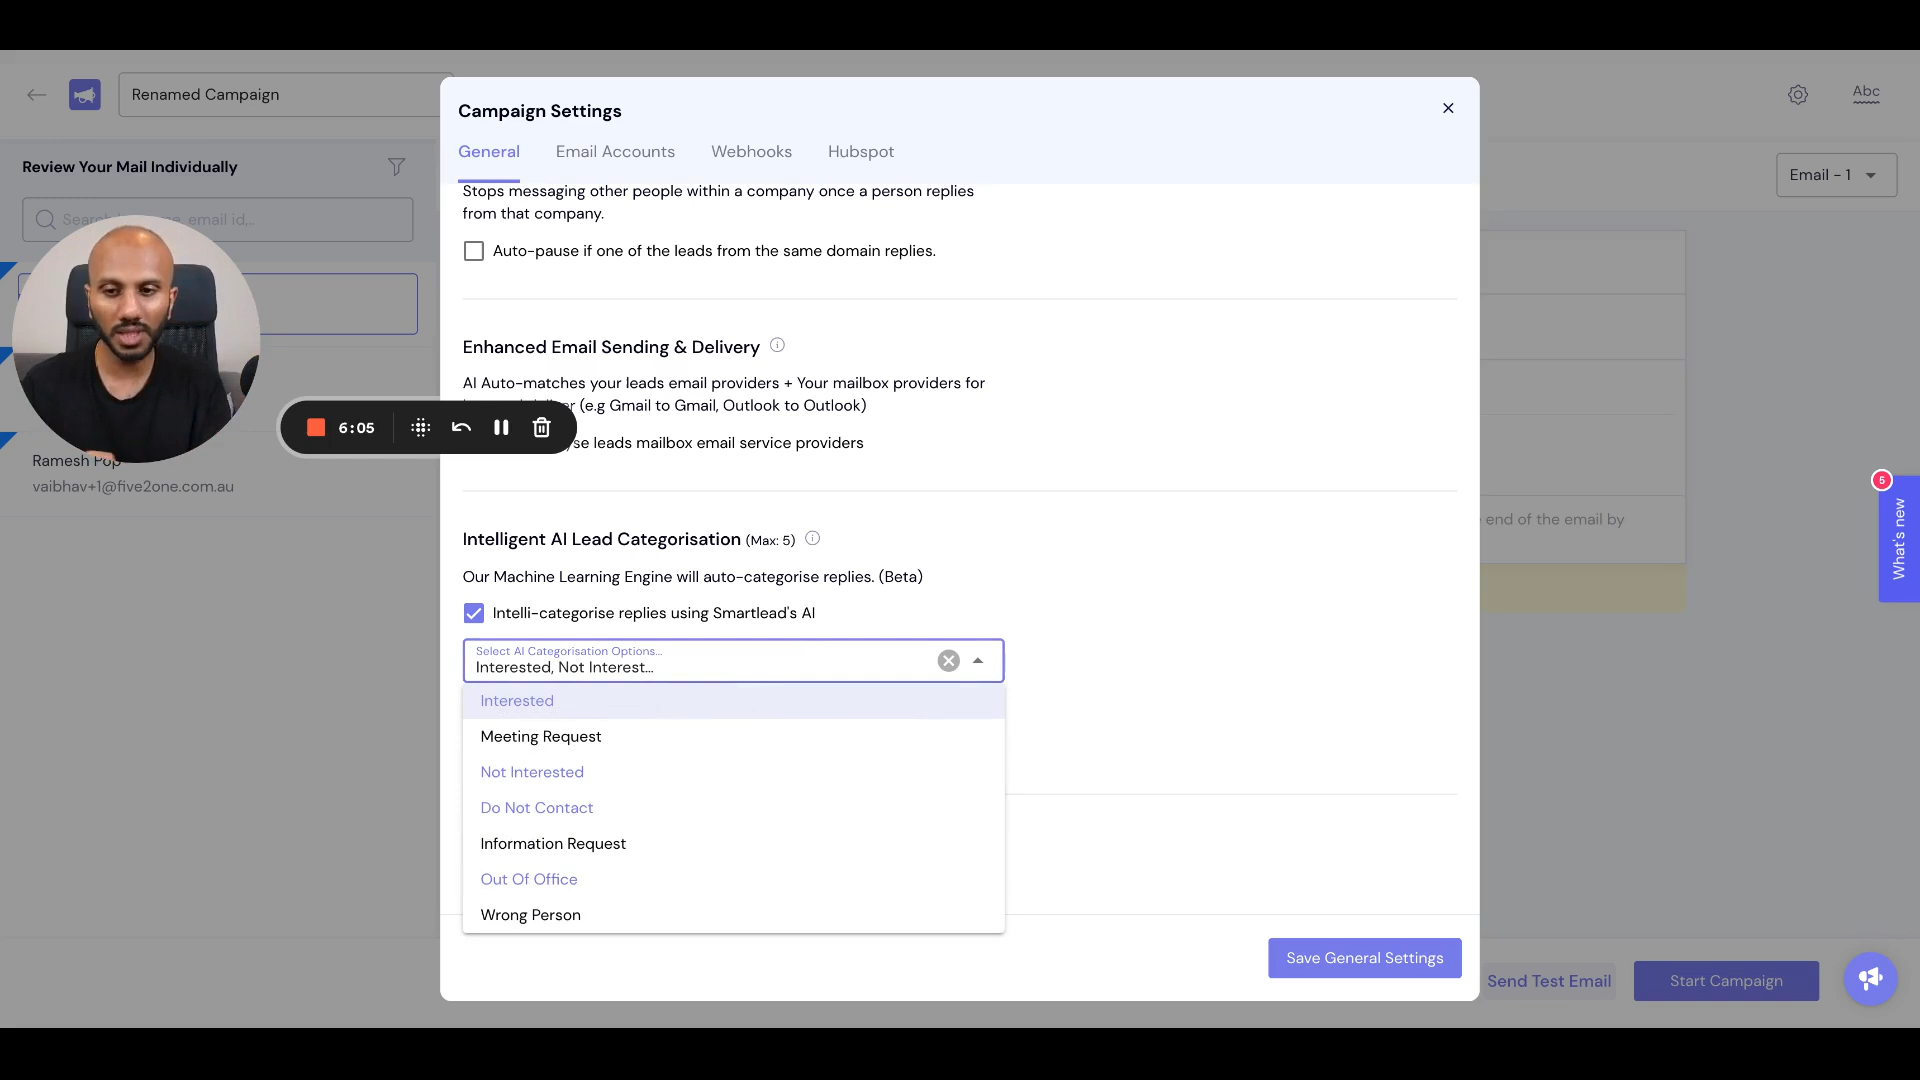 Renamed Campaign
Abc
Campaign Settings
General
Email Accounts
Webhooks
Hubspot
Review Your Mail Individually
Email - 1
Stops messaging other people within a company once a person replies
from that company.
Search
email id...
Auto-pause if one of the leads from the same domain replies.
Enhanced Email Sending & Delivery
AI Auto-matches your leads email providers + Your mailbox providers for
(e.g Gmail to Gmail, Outlook to Outlook)
6:05
leads mailbox email service providers
Ramesh Pop
vaibhav+1@five2one.com.au
5
What's new
end of the email by
Intelligent AI Lead Categorisation (Max: 5)
Our Machine Learning Engine will auto-categorise replies. (Beta)
Intelli-categorise replies using Smartlead's AI
Select AI Categorisation Options...
Interested, Not Interest...
Interested
Meeting Request
Not Interested
Do Not Contact
Information Request
Out Of Office
Wrong Person
Save General Settings
Send Test Email
Start Campaign